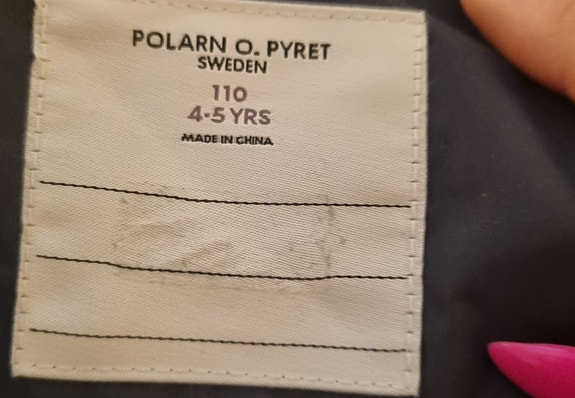 POLARN O. PYRET
SWEDEN
110
4-5 YRS
MADE IN CHINA